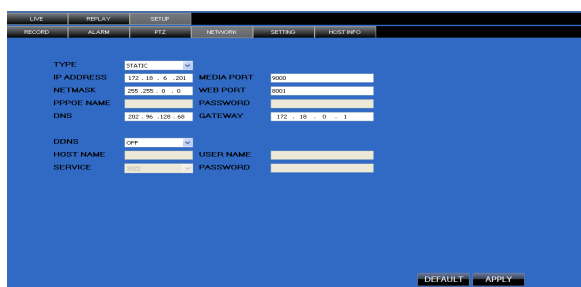 LIVE REPLAY SETUP
RECORD ALARM PTZ NETWORK SETTING HOST INFO
TYPE STATIC
IP ADDRESS 172 . 18 . 6 .201 MEDIA PORT 9000
NETMASK 255 .255 . 0 . 0 WEB PORT 8001
PPPOE NAME PASSWORD
DNS 202 . 96 .128 . 68 GATEWAY 172 . 18 . 0 . 1
DDNS OFF
HOST NAME USER NAME
SERVICE PASSWORD
DEFAULT APPLY